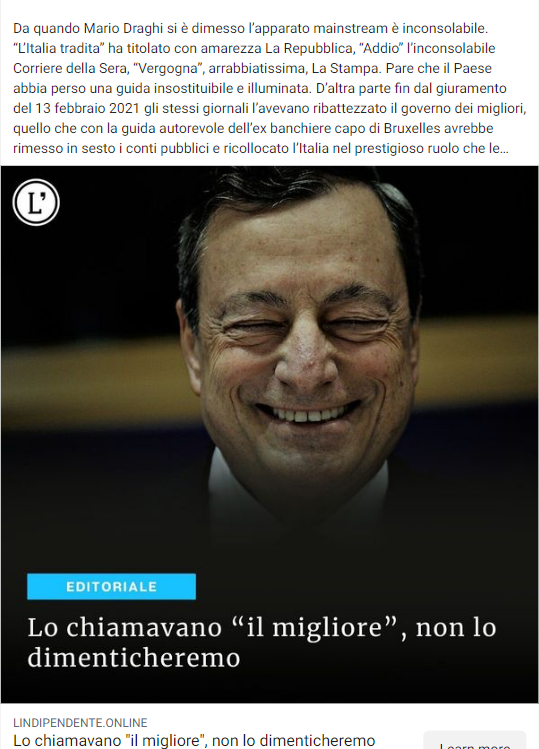 Da quando Mario Draghi si è dimesso l’apparato mainstream è inconsolabile.
“L’Italia tradita” ha titolato con amarezza La Repubblica, “Addio” l’inconsolabile
Corriere della Sera, “Vergogna”, arrabbiatissima, La Stampa. Pare che il Paese
abbia perso una guida insostituibile e illuminata. D’altra parte fin dal giuramento
del 13 febbraio 2021 gli stessi giornali l’avevano ribattezzato il governo dei migliori,
quello che con la guida autorevole dell’ex banchiere capo di Bruxelles avrebbe
rimesso in sesto i conti pubblici e ricollocato l’Italia nel prestigioso ruolo che le...
L’
EDITORIALE
Lo chiamavano “il migliore”, non lo
dimenticheremo
LINDIPENDENTE.ONLINE
Lo chiamavano "il migliore", non lo dimenticheremo
Learn more